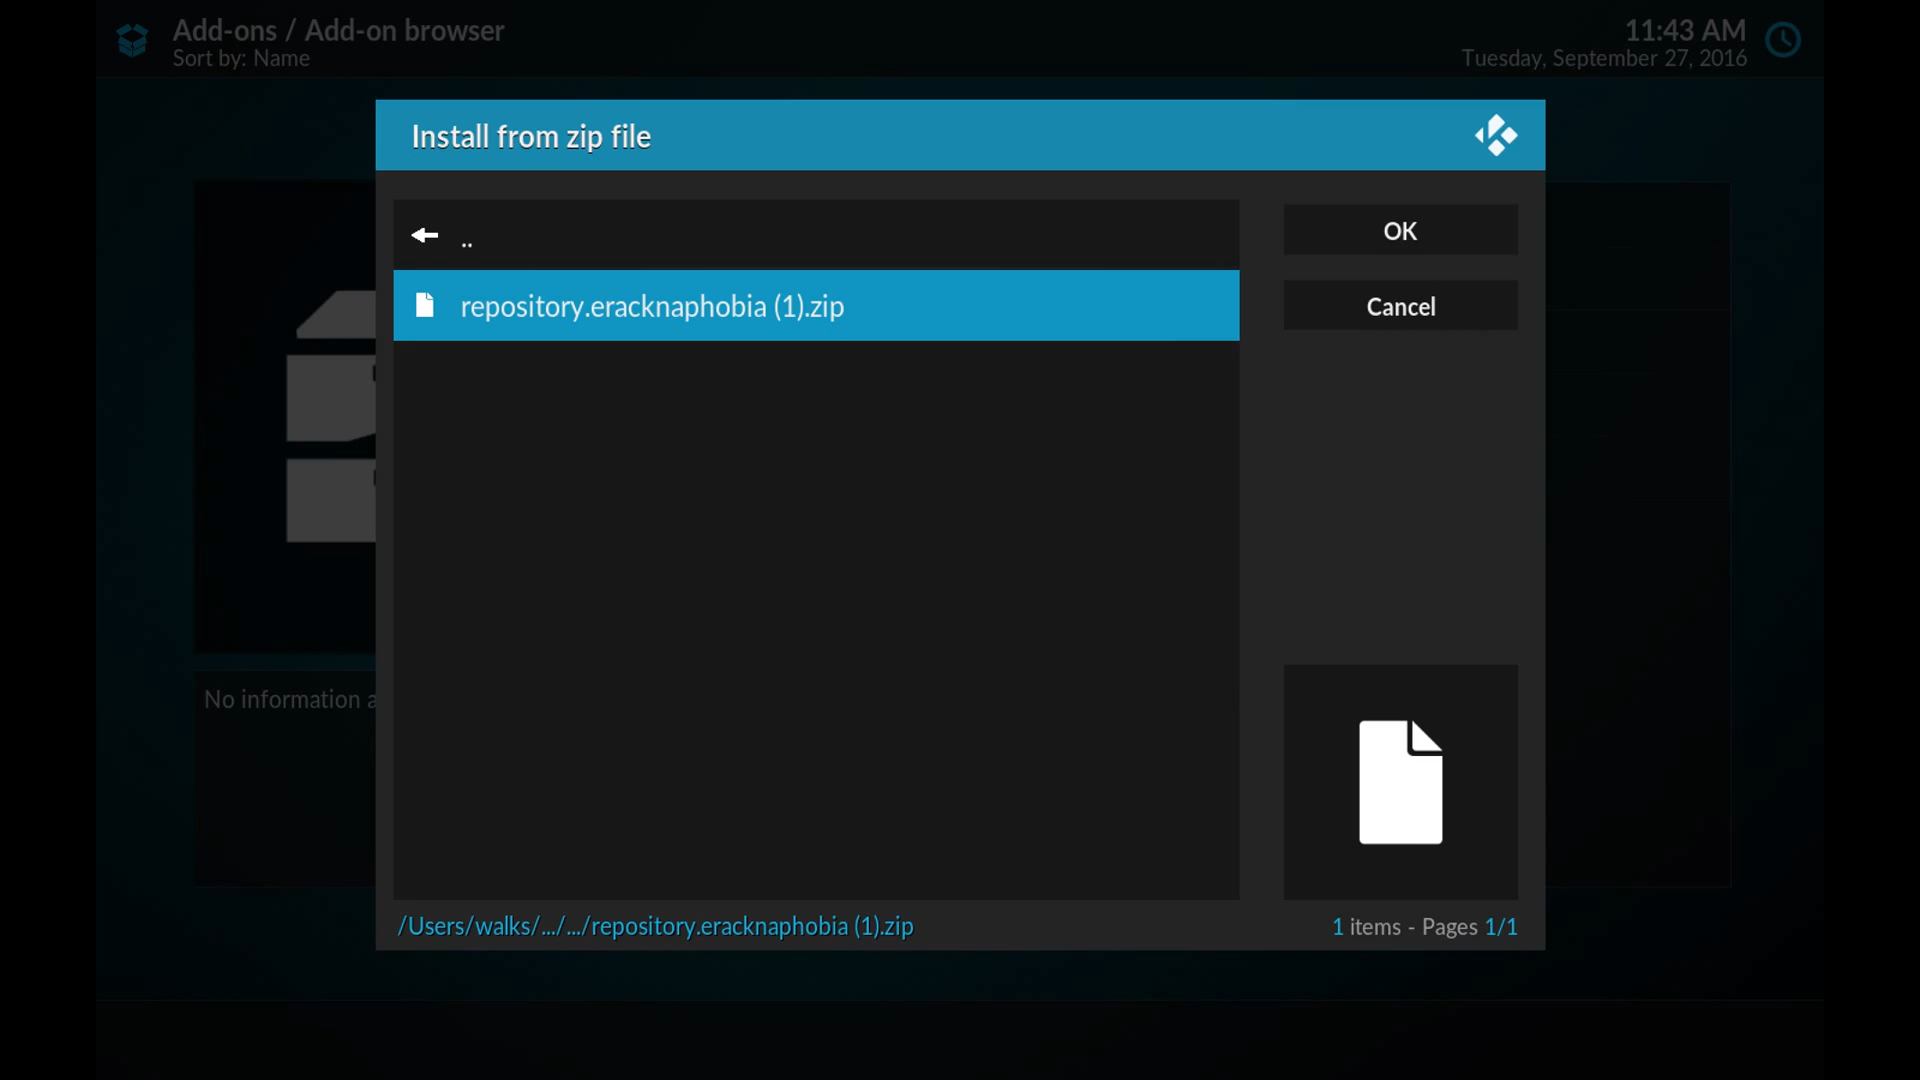 Add-ons / Add-on browser
Sort by: Name
11:43 AM
Tuesday, September 27, 2016
Install from zip file
..
repository.eracknaphobia (1).zip
OK
Cancel
No information a
/Users/walks/.../.../repository.eracknaphobia (1).zip
1 items - Pages 1/1